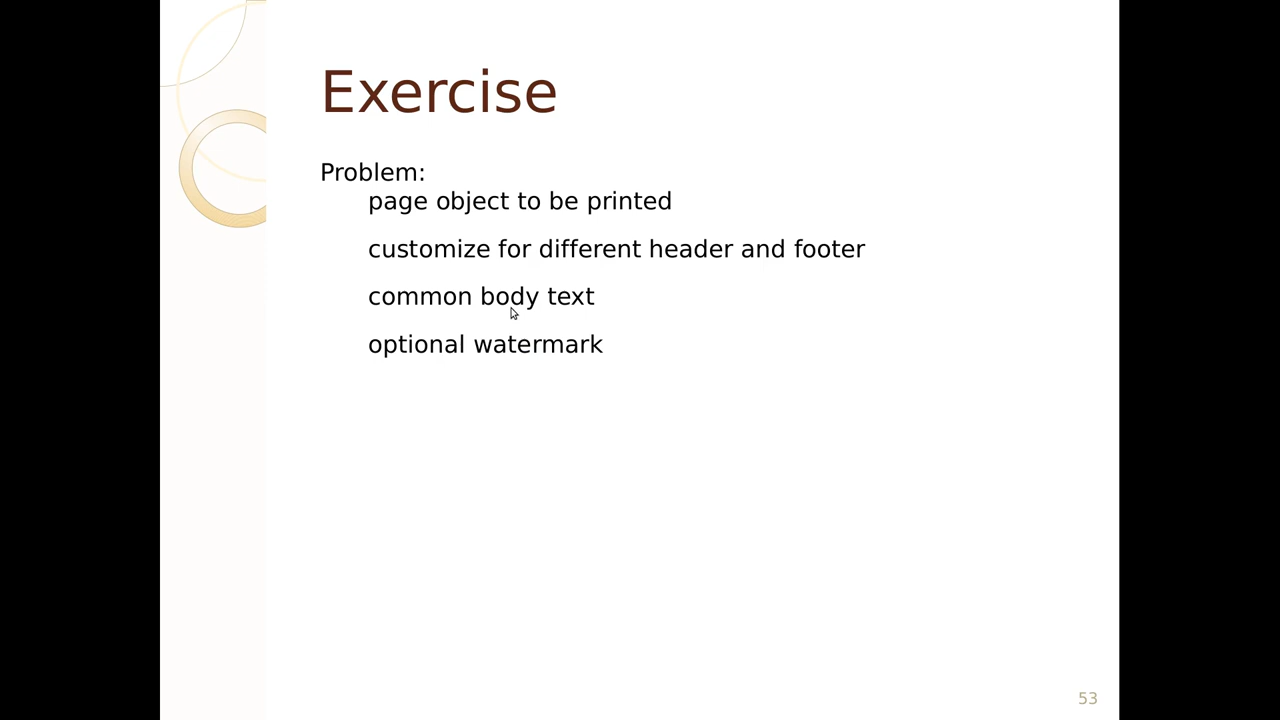 Exercise
Problem:
page object to be printed
customize for different header and footer
common body text
optional watermark
53